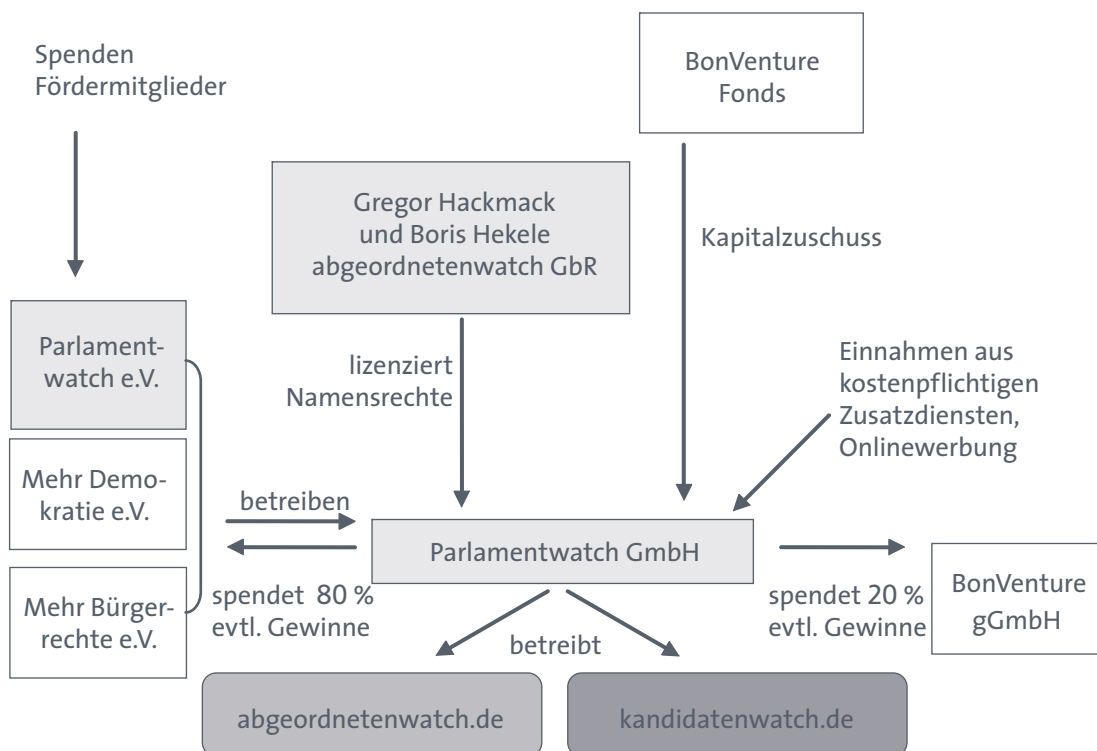 Spenden
Fördermitglieder
BonVenture
Fonds
Gregor Hackmack
und Boris Hekele
abgeordnetenwatch GbR
Kapitalzuschuss
Parlament-
watch e.V.
lizenziert
Namensrechte
Einnahmen aus
kostenpflichtigen
Zusatzdiensten,
Onlinewerbung
Mehr Demo-
kratie e.V.
betreiben
Parlamentwatch GmbH
Mehr Bürger-
rechte e.V.
spendet 80 %
evtl. Gewinne
spendet 20 %
evtl. Gewinne
BonVenture
gGmbH
betreibt
abgeordnetenwatch.de
kandidatenwatch.de